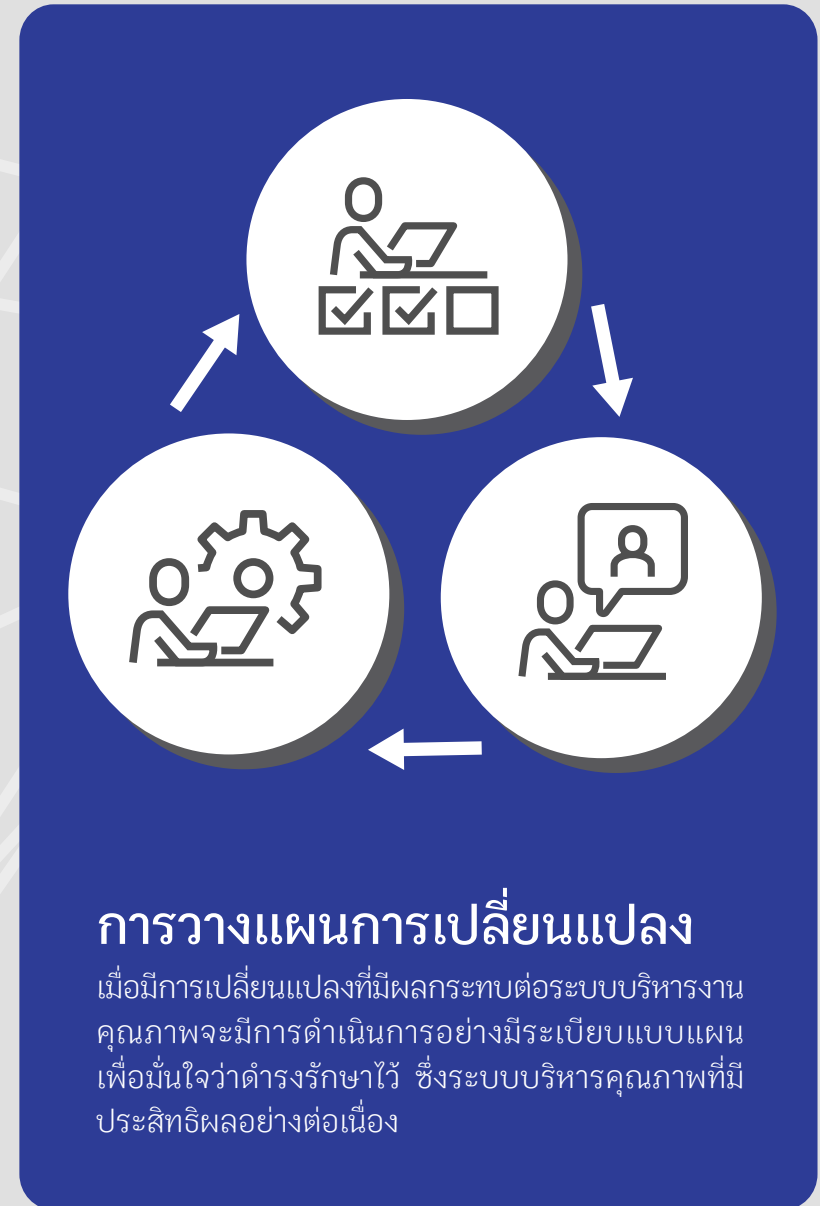 การวางแผนการเปลี่ยนแปลง
เมื่อมีการเปลี่ยนแปลงที่มีผลกระทบต่อระบบบริหารงาน
คุณภาพจะมีการดำเนินการอย่างมีระเบียบแบบแผน
เพื่อมั่นใจว่าดำรงรักษาไว้ ซึ่งระบบบริหารคุณภาพที่มี
ประสิทธิผลอย่างต่อเนื่อง